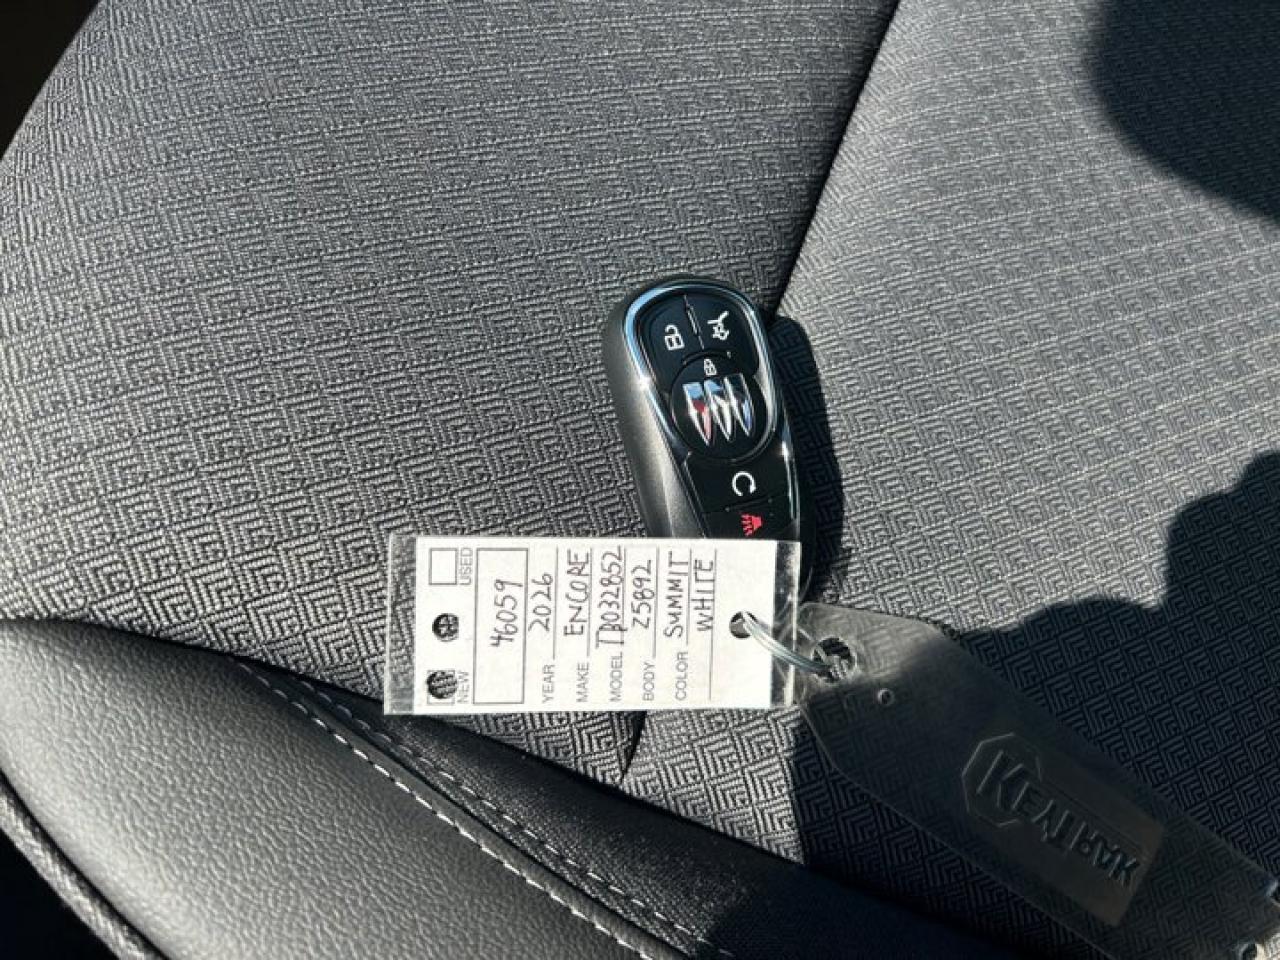 USED
NEW
46059
YEAR 2026
MAKE ENCORE
MODEL TB032852
BODY Z5892
COLOR SUMMIT
WHITE
KEYTRAK